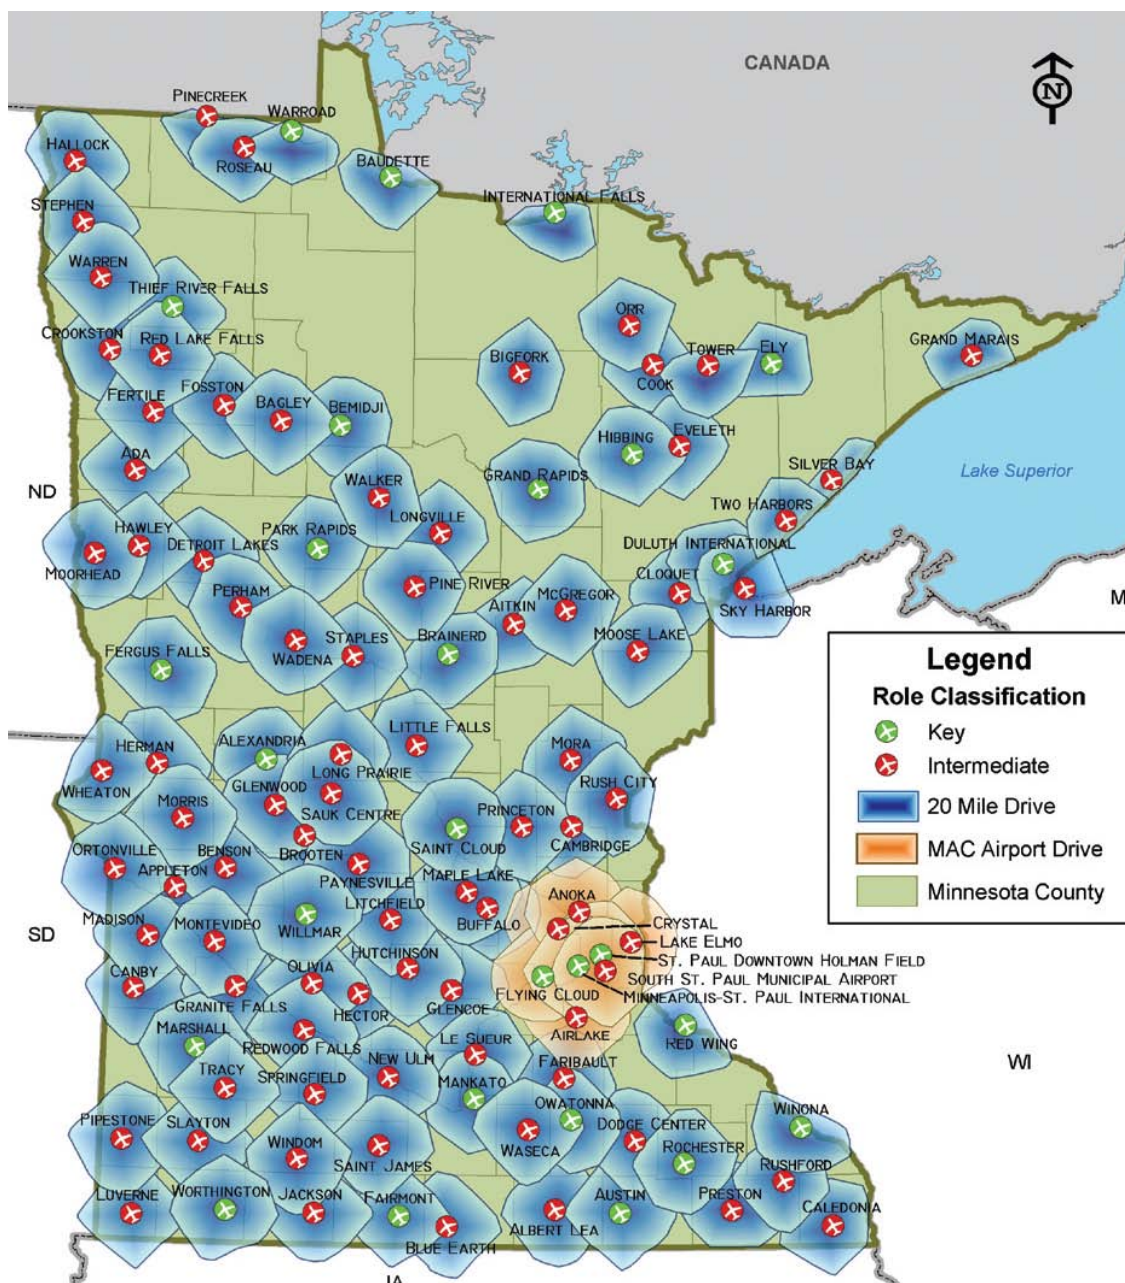 CANADA
N
PINECREEK
WARROAD
HALLOCK
ROSEAU
BAUDETTE
INTERNATIONAL FALLS
STEPHEN
WARREN
THIEF RIVER FALLS
ORR
CROOKSTON
RED LAKE FALLS
BIGFORK
TOWER
ELY
GRAND MARAIS
COOK
FERTILE
FOSSTON
BAGLEY
BEMIDJI
HIBBING
EVELETH
ADA
SILVER BAY
Lake Superior
ND
WALKER
GRAND RAPIDS
TWO HARBORS
LONGVILLE
HAWLEY
PARK RAPIDS
DETROIT LAKES
DULUTH INTERNATIONAL
MOORHEAD
CLOQUET
PINE RIVER
SKY HARBOR
M
PERHAM
AITKIN
MCGREGOR
STAPLES
BRAINERD
MOOSE LAKE
FERGUS FALLS
WADENA
Legend
Role Classification
Key
Intermediate
20 Mile Drive
MAC Airport Drive
Minnesota County
HERMAN
ALEXANDRIA
LITTLE FALLS
MORA
WHEATON
LONG PRAIRIE
RUSH CITY
MORRIS
GLENWOOD
SAUK CENTRE
PRINCETON
SAINT CLOUD
CAMBRIDGE
ORTONVILLE
BENSON
BROOTEN
APPLETON
PAYNESVILLE
MAPLE LAKE
ANOKA
MADISON
MONTEVIDEO
WILLMAR
LITCHFIELD
BUFFALO
CRYSTAL
SD
LAKE ELMO
ST. PAUL DOWNTOWN HOLMAN FIELD
SOUTH ST. PAUL MUNICIPAL AIRPORT
MINNEAPOLIS-ST. PAUL INTERNATIONAL
CANBY
OLIVIA
HUTCHINSON
FLYING CLOUD
GRANITE FALLS
HECTOR
GLENCOE
MARSHALL
REDWOOD FALLS
LE SUEUR
AIRLAKE
RED WING
WI
TRACY
SPRINGFIELD
NEW ULM
MANKATO
FARIBAULT
PIPESTONE
SLAYTON
OWATONNA
WINONA
WINDOM
SAINT JAMES
WASECA
DODGE CENTER
ROCHESTER
RUSHFORD
LUVERNE
WORTHINGTON
JACKSON
FAIRMONT
AUSTIN
PRESTON
BLUE EARTH
ALBERT LEA
CALEDONIA
IA